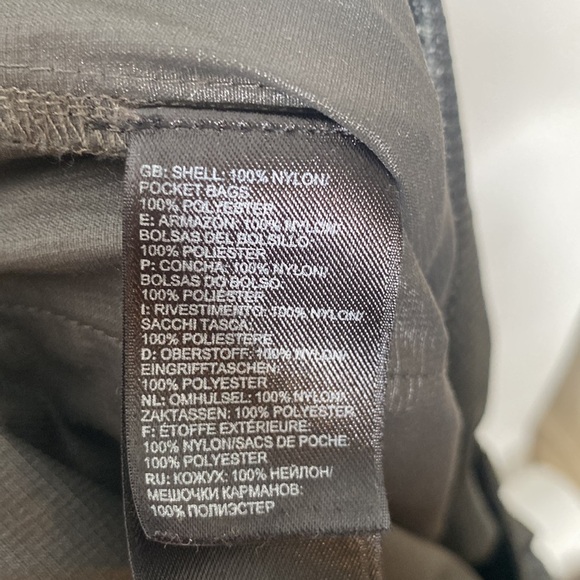 GB: SHELL: 100% NYLON/
POCKET BAGS:
100% POLYESTER
E: ARMAZON: 100% NYLON/
BOLSAS DEL BOLSILLO:
100% POLIÉSTER
P: CONCHA: 100% NYLON/
BOLSAS DO BOLSO:
100% POLIÉSTER
I: RIVESTIMENTO: 100% NYLON/
SACCHI TASCA:
100% POLIESTERE
D: OBERSTOFF: 100% NYLON/
EINGRIFFTASCHEN:
100% POLYESTER
NL: OMHULSEL: 100% NYLON/
ZAKTASSEN: 100% POLYESTER
F: ÉTOFFE EXTÉRIEURE:
100% NYLON/SACS DE POCHE:
100% POLYESTER
RU: КОЖУХ: 100% НЕЙЛОН/
МЕШОЧКИ КАРМАНОВ:
100% ПОЛИЭСТЕР